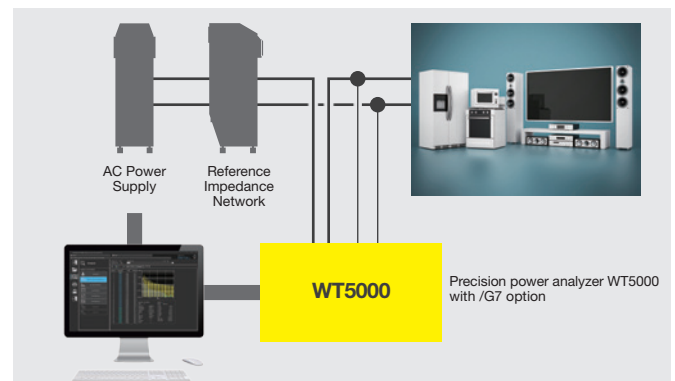 AC Power
Supply
Reference
Impedance
Network
WT5000
Precision power analyzer WT5000
with /G7 option